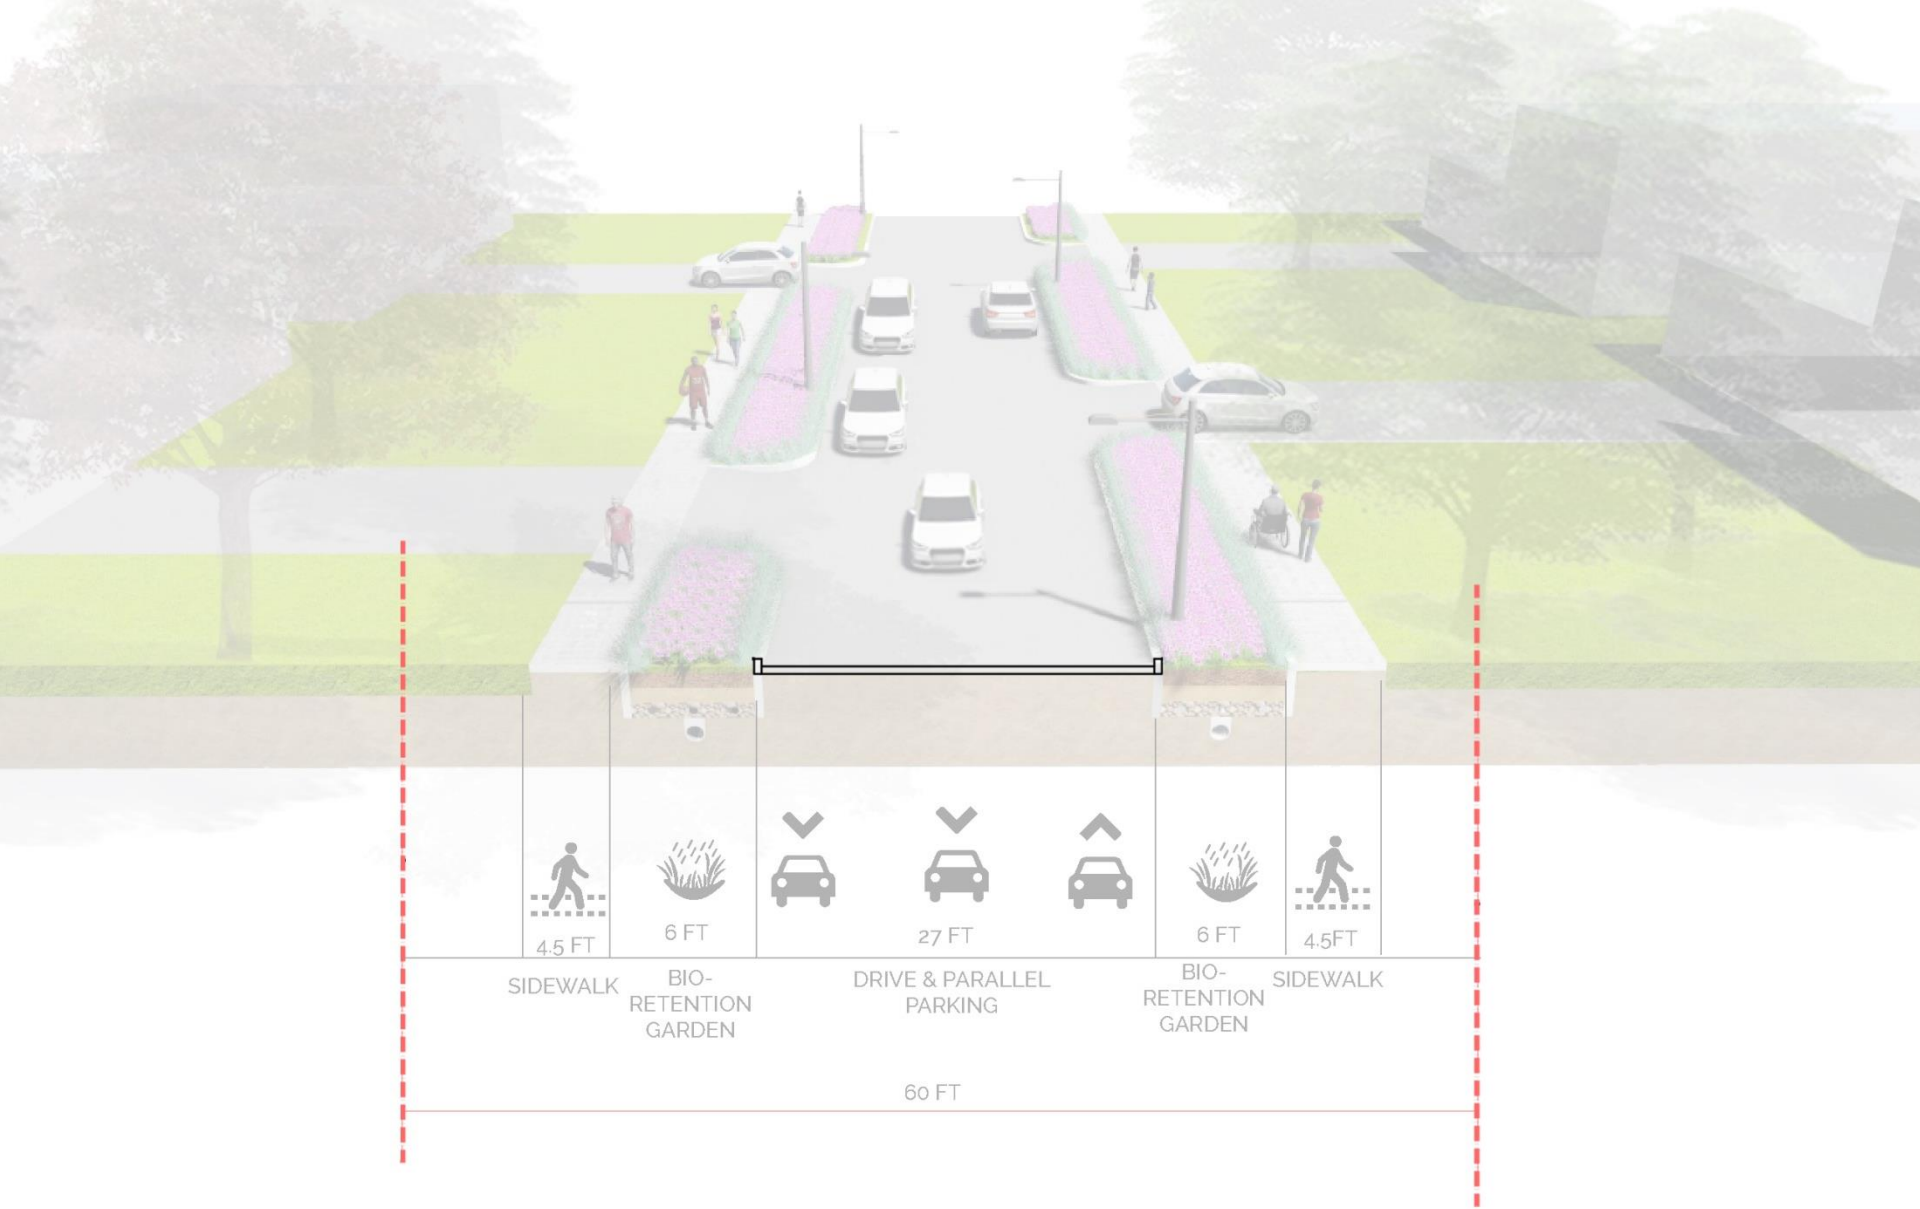 4.5 FT
6 FT
27 FT
6 FT
4.5FT
SIDEWALK
BIO-
RETENTION
GARDEN
DRIVE & PARALLEL
PARKING
BIO-
RETENTION
GARDEN
SIDEWALK
60 FT